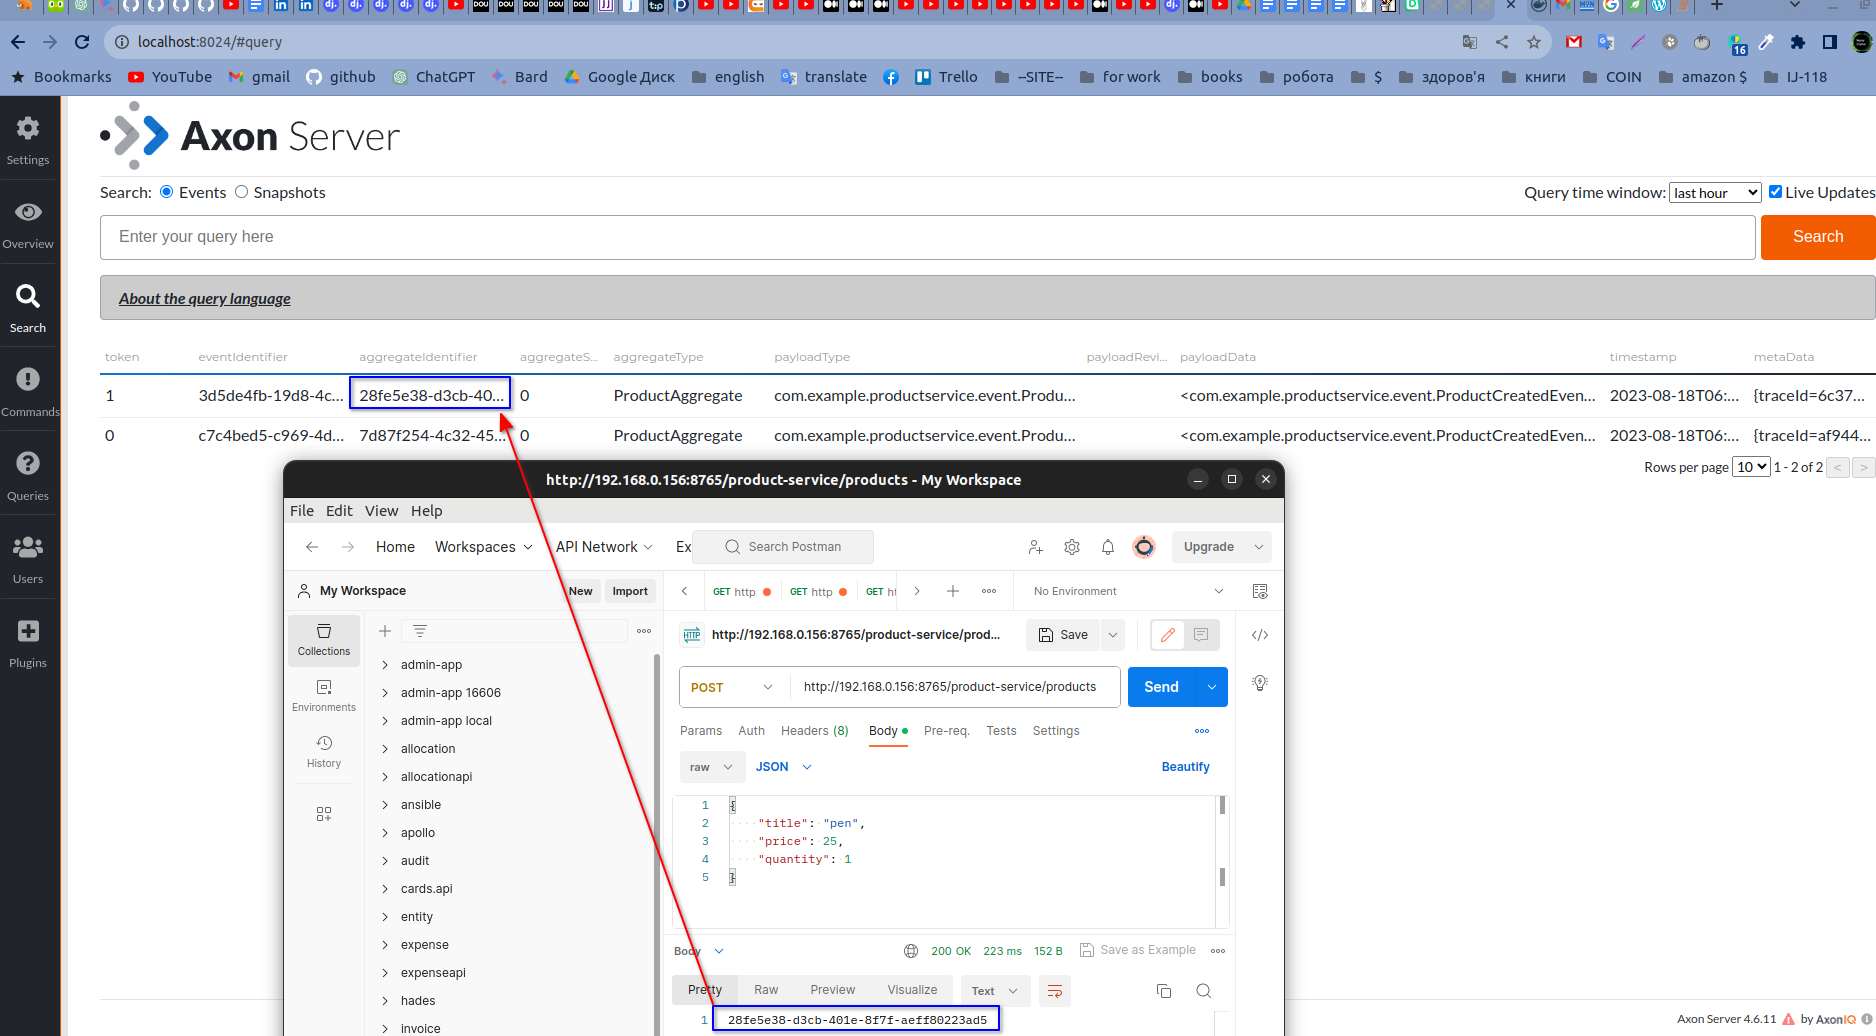 localhost:8024/#query
Bookmarks YouTube gmail github ChatGPT Bard Google Диск english translate Trello --SITE-- for work books робота $ здоров'я книги COIN amazon $ IJ-118
16
Axon Server
Settings
Overview
Search
Commands
Queries
Users
Plugins
Search: Events Snapshots
Query time window: last hour Live Updates
Enter your query here
Search
About the query language
token eventIdentifier aggregateIdentifier aggregateS... aggregateType payloadType payloadRevi... payloadData timestamp metaData
1 3d5de4fb-19d8-4c... 28fe5e38-d3cb-40... 0 ProductAggregate com.example.productservice.event.Produ... <com.example.productservice.event.ProductCreatedEven... 2023-08-18T06:... {traceId=6c37...
0 c7c4bed5-c969-4d... 7d87f254-4c32-45... 0 ProductAggregate com.example.productservice.event.Produ... <com.example.productservice.event.ProductCreatedEven... 2023-08-18T06:... {traceId=af944...
Rows per page 10 1 - 2 of 2 < >
http://192.168.0.156:8765/product-service/products - My Workspace
File Edit View Help
Home Workspaces API Network Ex Search Postman Upgrade
My Workspace New Import
GET http GET http GET ht No Environment
Collections
Environments
History
admin-app
admin-app 16606
admin-app local
allocation
allocationapi
ansible
apollo
audit
cards.api
entity
expense
expenseapi
hades
invoice
HTTP http://192.168.0.156:8765/product-service/prod... Save
POST http://192.168.0.156:8765/product-service/products Send
Params Auth Headers (8) Body Pre-req. Tests Settings
raw JSON Beautify
1 {
2 "title": "pen",
3 "price": 25,
4 "quantity": 1
5 }
Body 200 OK 223 ms 152 B Save as Example
Pretty Raw Preview Visualize Text
1 28fe5e38-d3cb-401e-8f7f-aeff80223ad5
Axon Server 4.6.11 by AxonIQ